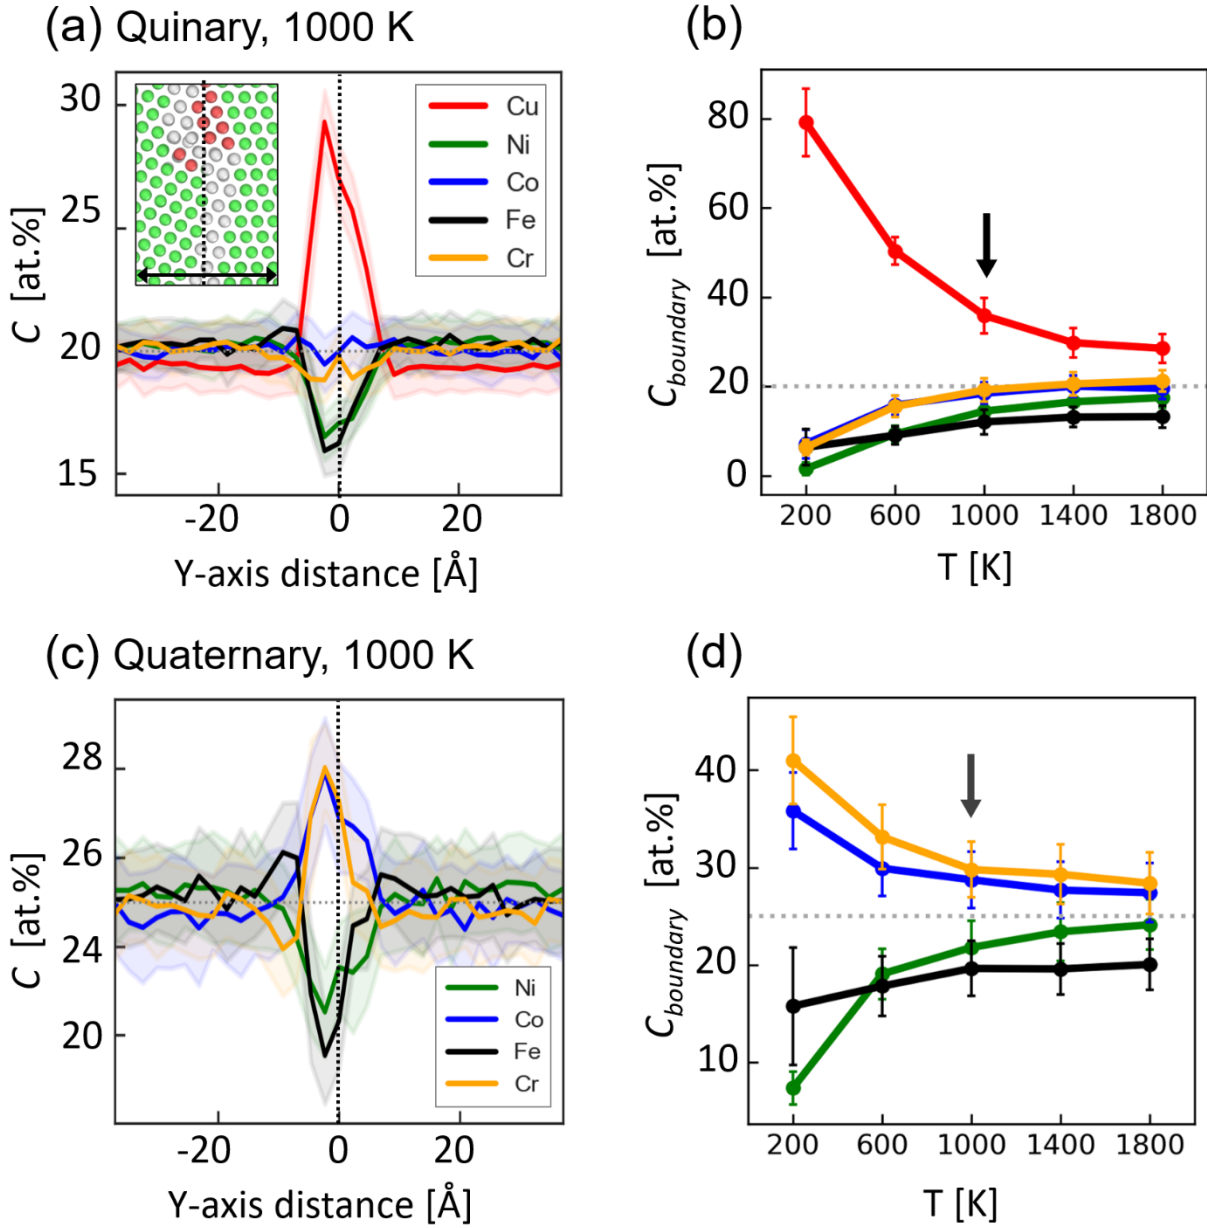 (a) Quinary, 1000 K
30
25
20
15
C [at.%]
Cu
Ni
Co
Fe
Cr
-20 0 20
Y-axis distance [Å]
(b)
80
60
40
20
0
C_boundary [at.%]
200 600 1000 1400 1800
T [K]
(c) Quaternary, 1000 K
28
26
24
20
C [at.%]
Ni
Co
Fe
Cr
-20 0 20
Y-axis distance [Å]
(d)
40
30
20
10
C_boundary [at.%]
200 600 1000 1400 1800
T [K]